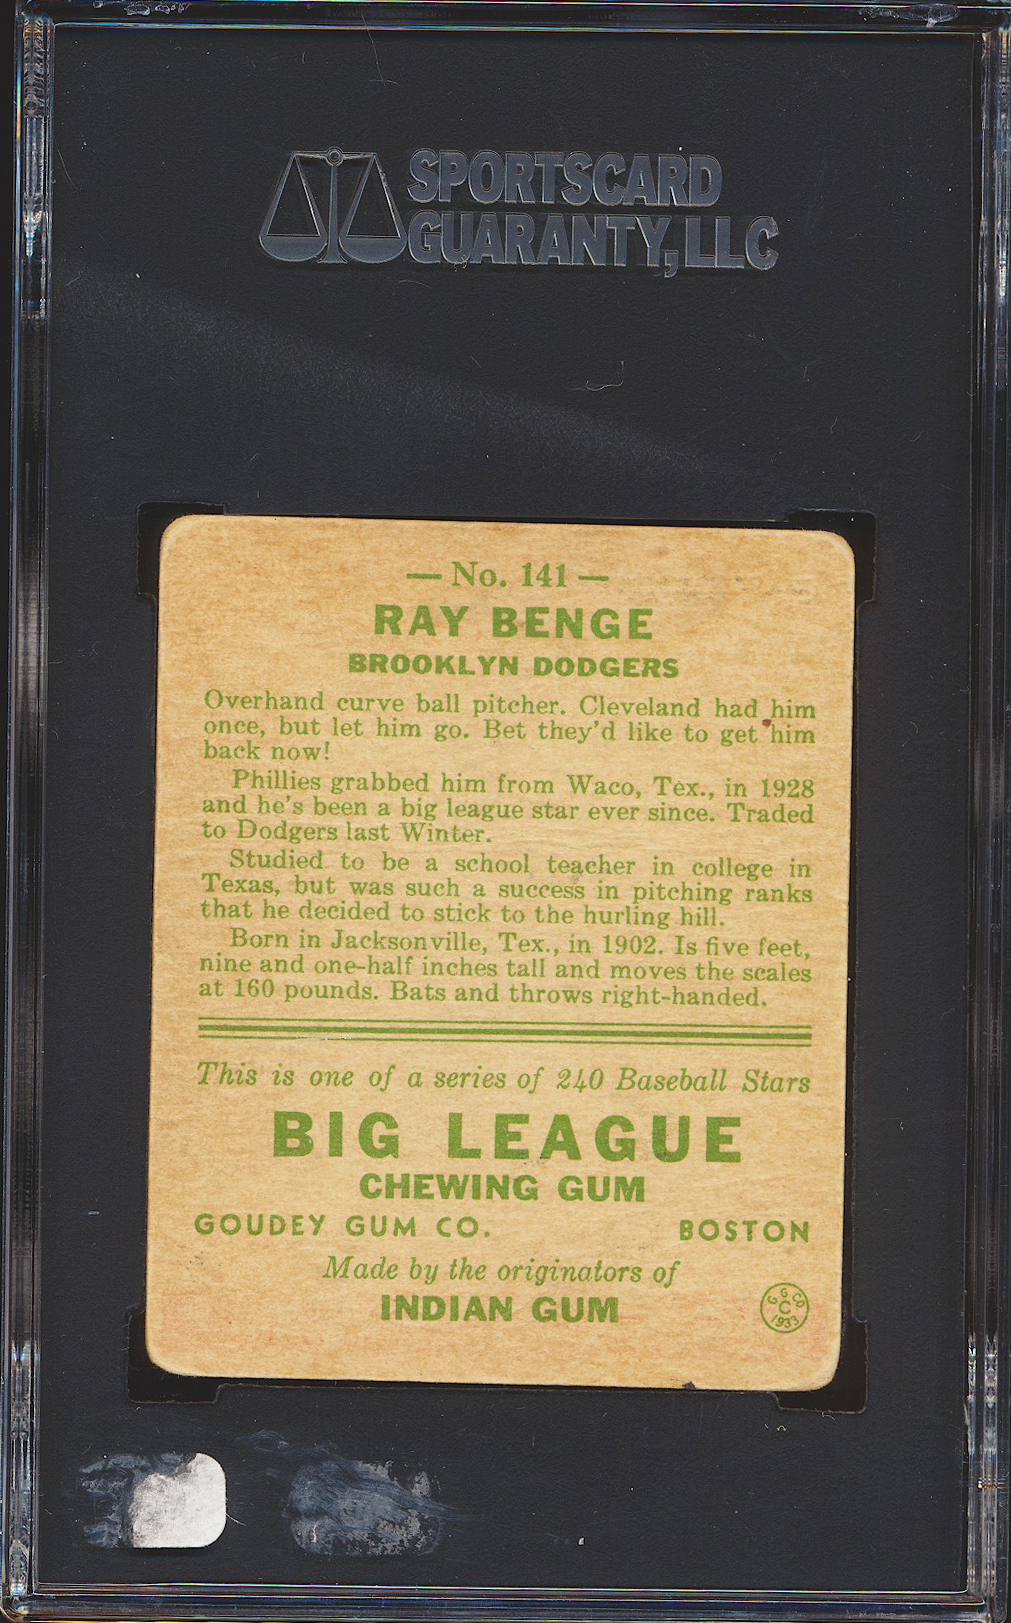 SPORTSCARD
GUARANTY, LLC
— No. 141 —
RAY BENGE
BROOKLYN DODGERS
Overhand curve ball pitcher. Cleveland had him
once, but let him go. Bet they'd like to get him
back now!
Phillies grabbed him from Waco, Tex., in 1928
and he's been a big league star ever since. Traded
to Dodgers last Winter.
Studied to be a school teacher in college in
Texas, but was such a success in pitching ranks
that he decided to stick to the hurling hill.
Born in Jacksonville, Tex., in 1902. Is five feet,
nine and one-half inches tall and moves the scales
at 160 pounds. Bats and throws right-handed.
This is one of a series of 240 Baseball Stars
BIG LEAGUE
CHEWING GUM
GOUDEY GUM CO. BOSTON
Made by the originators of
INDIAN GUM
G. G. CO.
C
1933